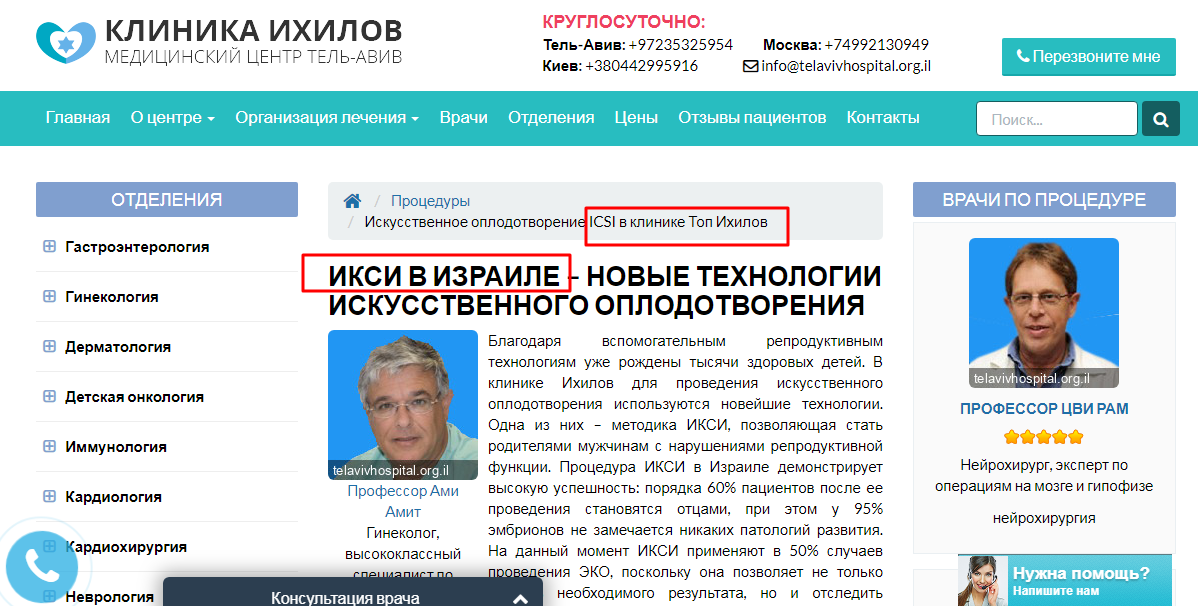 КЛИНИКА ИХИЛОВ
МЕДИЦИНСКИЙ ЦЕНТР ТЕЛЬ-АВИВ
КРУГЛОСУТОЧНО:
Тель-Авив: +97235325954 Москва: +74992130949
Киев: +380442995916 info@telavivhospital.org.il
Перезвоните мне
Главная О центре Организация лечения Врачи Отделения Цены Отзывы пациентов Контакты
Поиск...
ОТДЕЛЕНИЯ
Гастроэнтерология
Гинекология
Дерматология
Детская онкология
Иммунология
Кардиология
Кардиохирургия
Неврология
/ Процедуры
/ Искусственное оплодотворение ICSI в клинике Топ Ихилов
ИКСИ В ИЗРАИЛЕ – НОВЫЕ ТЕХНОЛОГИИ
ИСКУССТВЕННОГО ОПЛОДОТВОРЕНИЯ
telavivhospital.org.il
Профессор Ами
Амит
Гинеколог,
высококлассный
специалист по
Благодаря вспомогательным репродуктивным
технологиям уже рождены тысячи здоровых детей. В
клинике Ихилов для проведения искусственного
оплодотворения используются новейшие технологии.
Одна из них – методика ИКСИ, позволяющая стать
родителями мужчинам с нарушениями репродуктивной
функции. Процедура ИКСИ в Израиле демонстрирует
высокую успешность: порядка 60% пациентов после ее
проведения становятся отцами, при этом у 95%
эмбрионов не замечается никаких патологий развития.
На данный момент ИКСИ применяют в 50% случаев
проведения ЭКО, поскольку она позволяет не только
необходимого результата, но и отследить
Консультация врача
ВРАЧИ ПО ПРОЦЕДУРЕ
telavivhospital.org.il
ПРОФЕССОР ЦВИ РАМ
Нейрохирург, эксперт по
операциям на мозге и гипофизе
нейрохирургия
Нужна помощь?
Напишите нам